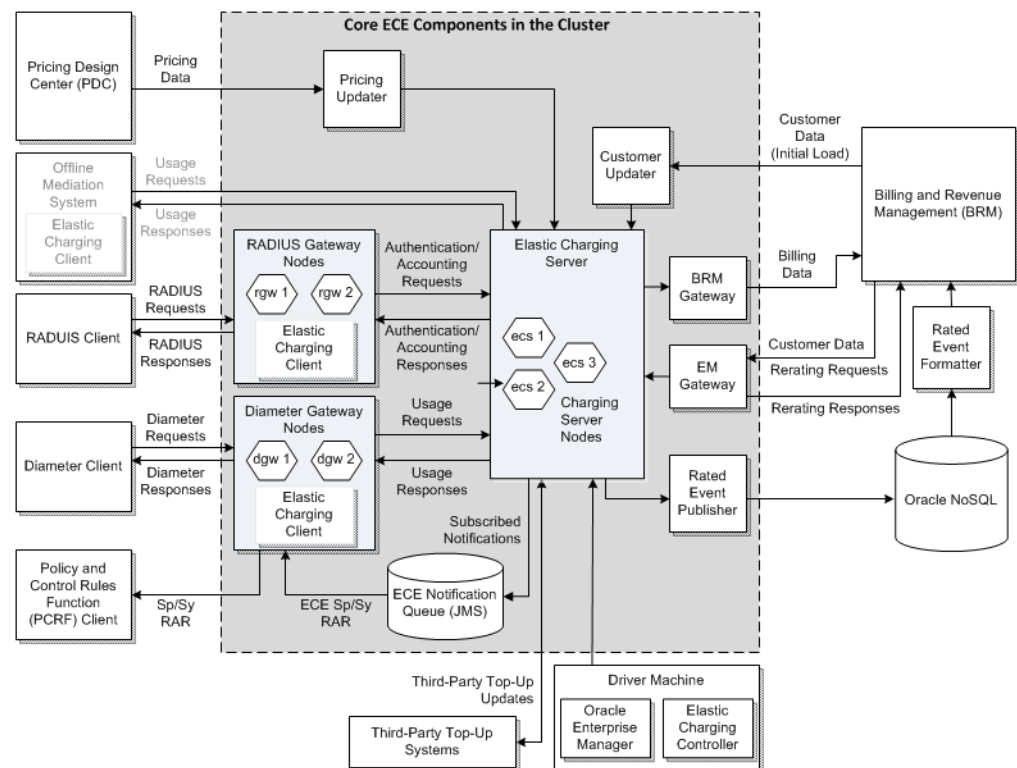 Core ECE Components in the Cluster
Pricing Design
Center (PDC)
Pricing
Data
Pricing
Updater
Customer
Data
(Initial Load)
Customer
Updater
Billing and Revenue
Management (BRM)
Offline
Mediation
System
Elastic
Charging
Client
Usage
Requests
Usage
Responses
RADIUS Gateway
Nodes
rgw 1
rgw 2
Elastic
Charging
Client
Authentication/
Accounting
Requests
Authentication/
Accounting
Responses
Elastic Charging
Server
ecs 1
ecs 3
ecs 2
Charging
Server
Nodes
BRM
Gateway
Billing
Data
RADUIS Client
RADIUS
Requests
RADIUS
Responses
EM
Gateway
Customer Data
Rerating Requests
Rerating Responses
Rated
Event
Formatter
Diameter Client
Diameter
Requests
Diameter
Responses
Diameter Gateway
Nodes
dgw 1
dgw 2
Elastic
Charging
Client
Usage
Requests
Usage
Responses
Rated
Event
Publisher
Oracle NoSQL
Subscribed
Notifications
Policy and
Control Rules
Function
(PCRF) Client
Sp/Sy
RAR
ECE Sp/Sy
RAR
ECE Notification
Queue (JMS)
Third-Party Top-Up
Updates
Third-Party Top-Up
Systems
Driver Machine
Oracle
Enterprise
Manager
Elastic
Charging
Controller